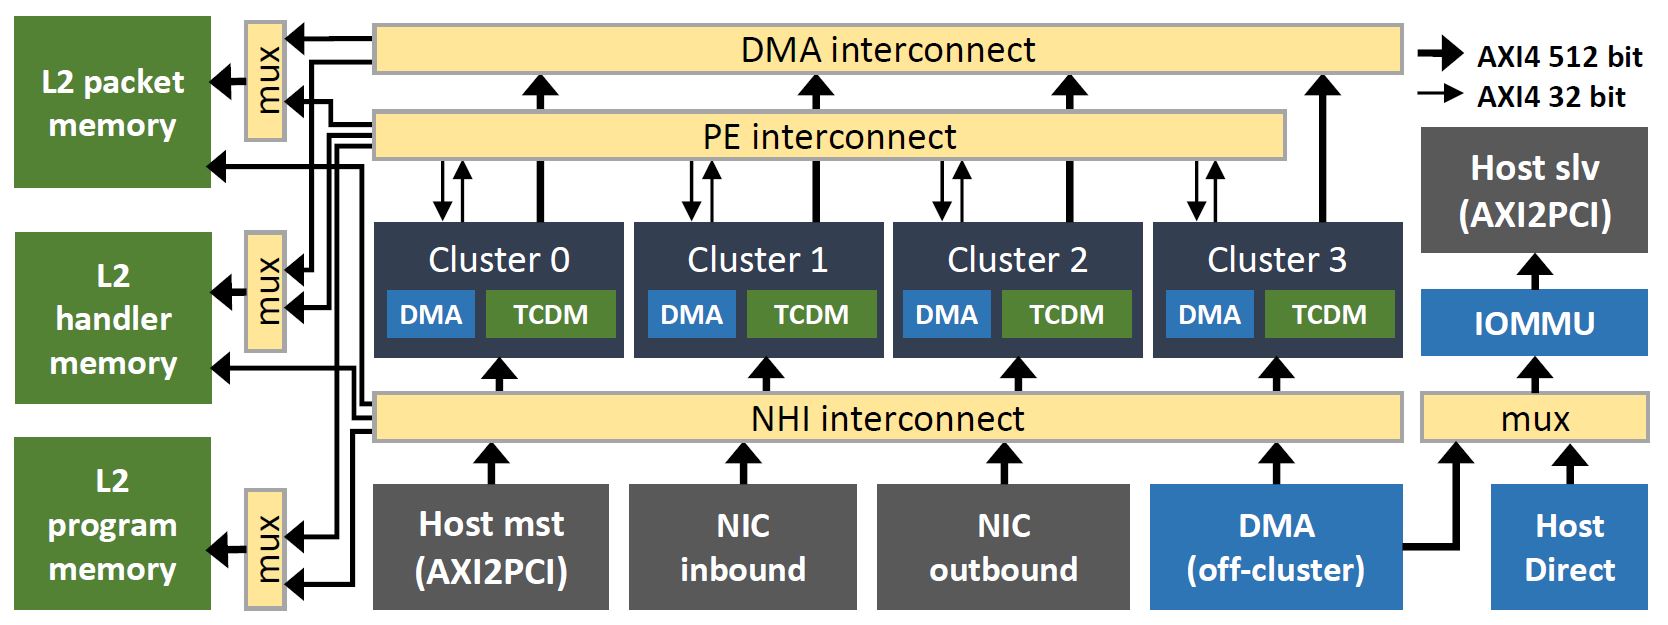 L2 packet
memory
mux
DMA interconnect
AXI4 512 bit
AXI4 32 bit
PE interconnect
Host slv
(AXI2PCI)
L2
handler
memory
mux
Cluster 0
DMA
TCDM
Cluster 1
DMA
TCDM
Cluster 2
DMA
TCDM
Cluster 3
DMA
TCDM
IOMMU
NHI interconnect
mux
L2
program
memory
mux
Host mst
(AXI2PCI)
NIC
inbound
NIC
outbound
DMA
(off-cluster)
Host
Direct